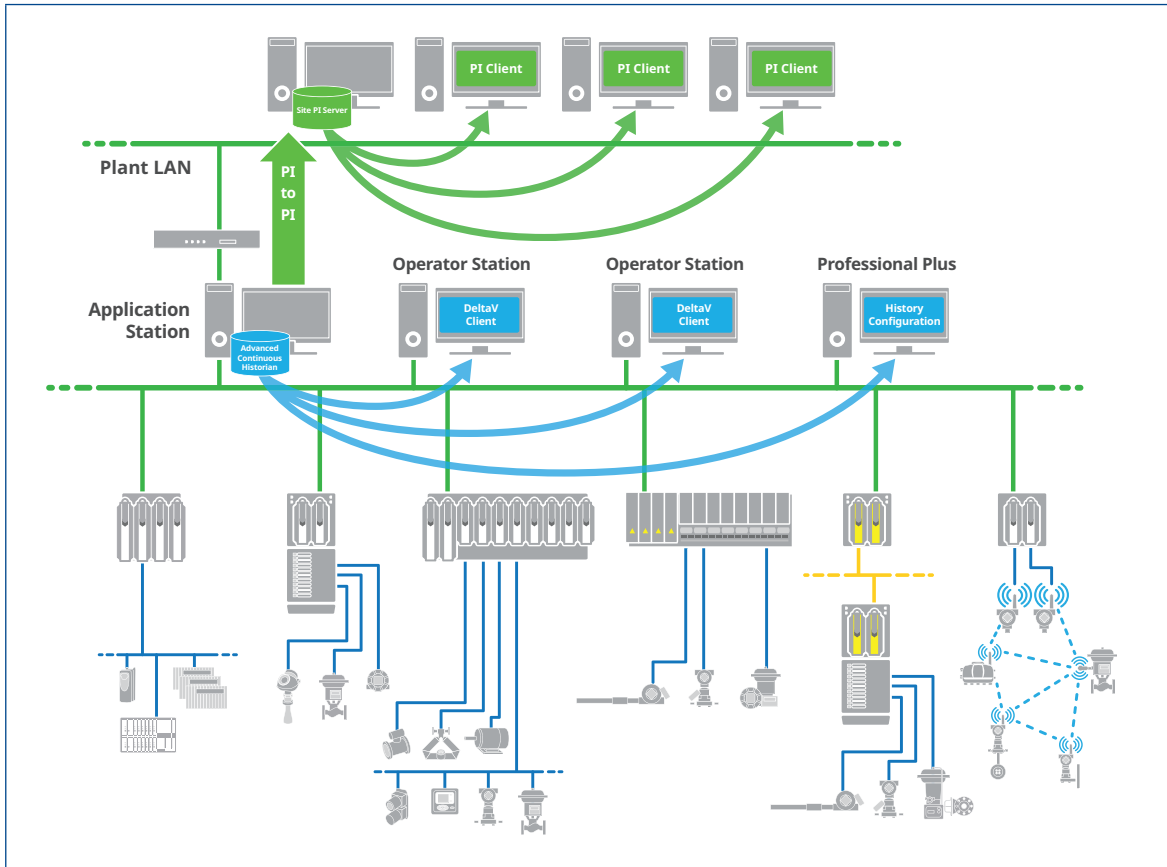 PI Client
PI Client
PI Client
Site PI Server
Plant LAN
PI
to
PI
Operator Station
Operator Station
Professional Plus
Application
Station
DeltaV
Client
DeltaV
Client
History
Configuration
Advanced
Continuous
Historian